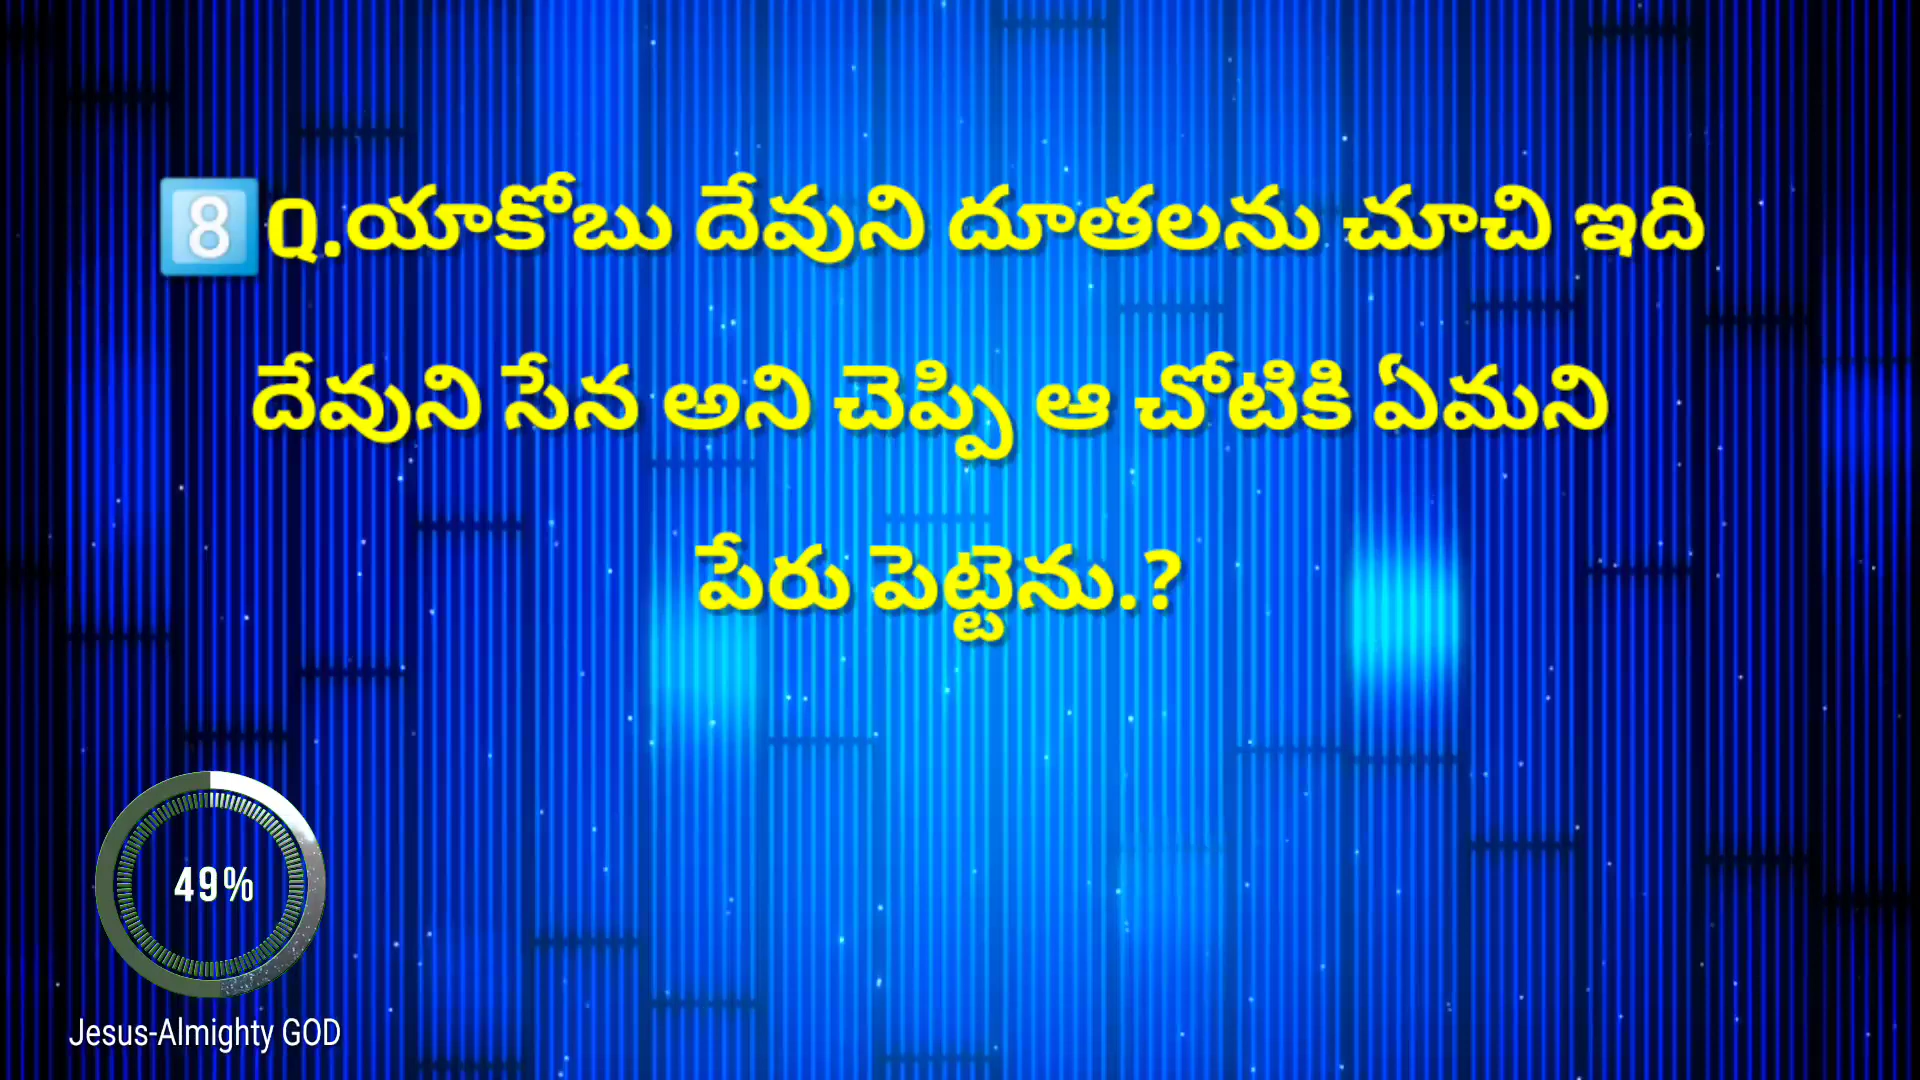 8️⃣Q.యాకోబు దేవుని దూతలను చూచి ఇది
దేవుని సేన అని చెప్పి ఆ చోటికి ఏమని
పేరు పెట్టెను.?
49%
Jesus-Almighty GOD